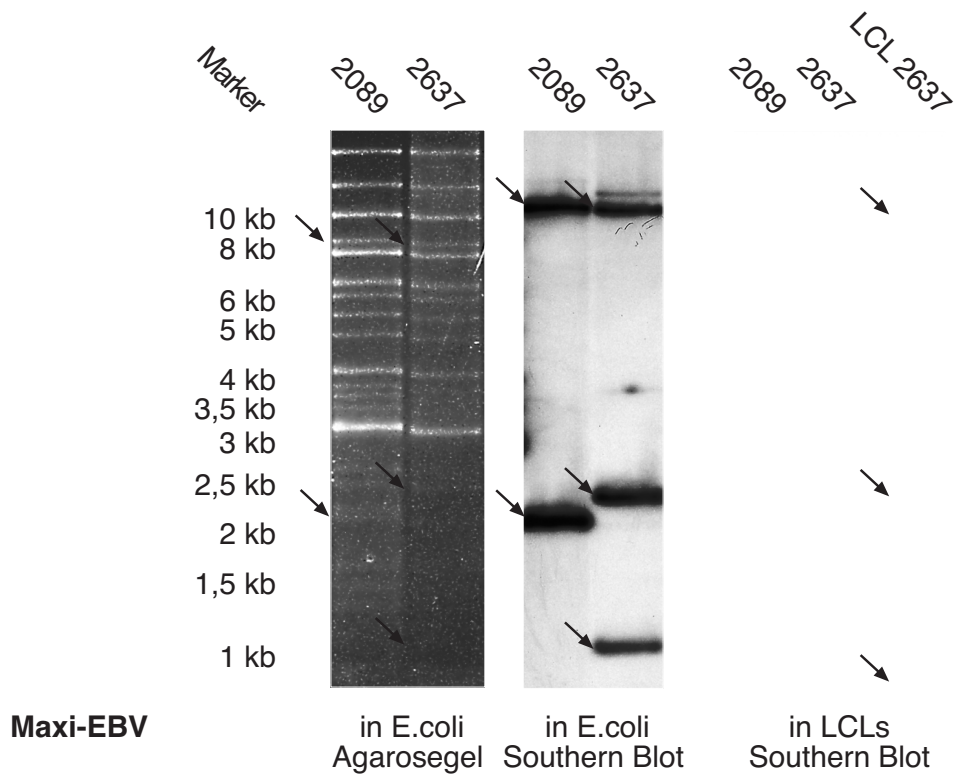 Marker
2089
2637
2089
2637
2089
2637
LCL 2637
10 kb
8 kb
6 kb
5 kb
4 kb
3,5 kb
3 kb
2,5 kb
2 kb
1,5 kb
1 kb
Maxi-EBV
in E.coli
Agarosegel
in E.coli
Southern Blot
in LCLs
Southern Blot